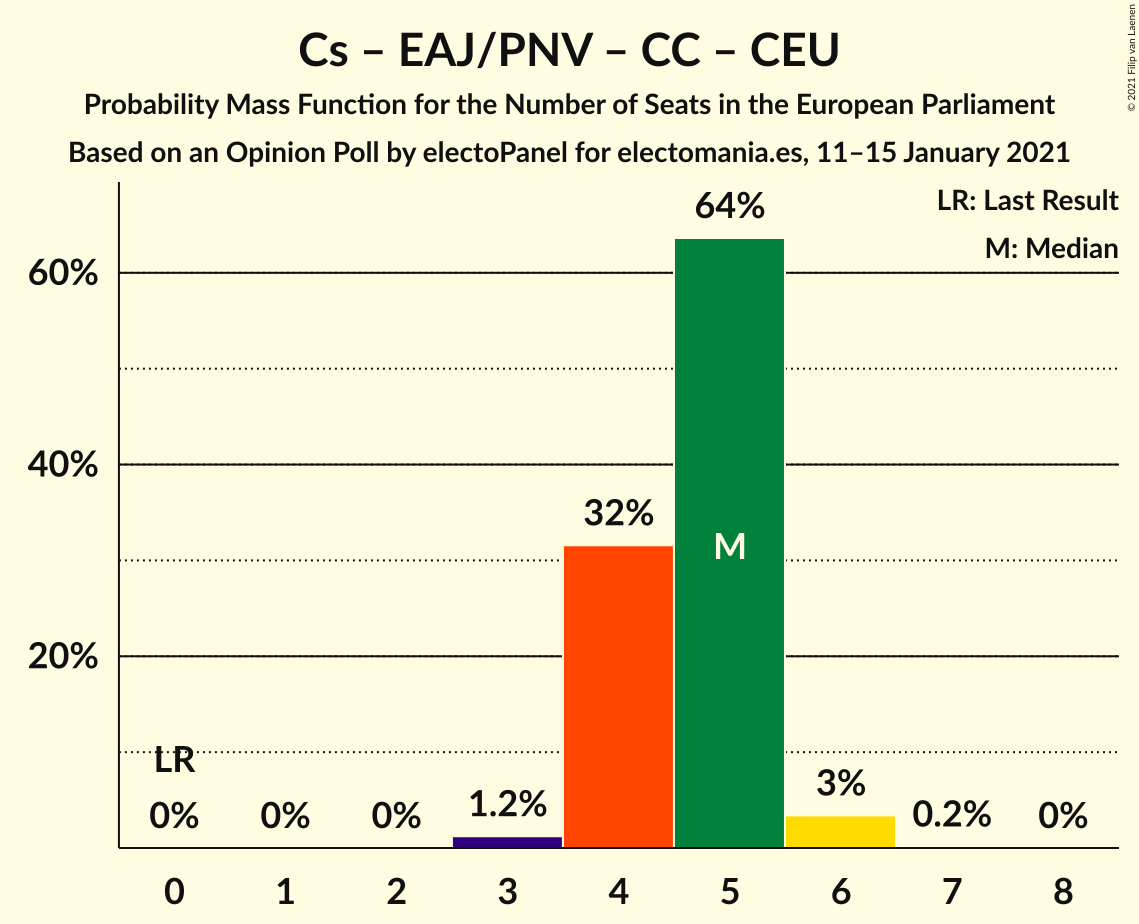 Cs – EAJ/PNV – CC – CEU
Probability Mass Function for the Number of Seats in the European Parliament
Based on an Opinion Poll by electoPanel for electomania.es, 11–15 January 2021
© 2021 Filip van Laenen
LR: Last Result
M: Median
64%
60%
40%
32%
M
20%
LR
0% 0% 0% 1.2% 3% 0.2% 0%
0 1 2 3 4 5 6 7 8